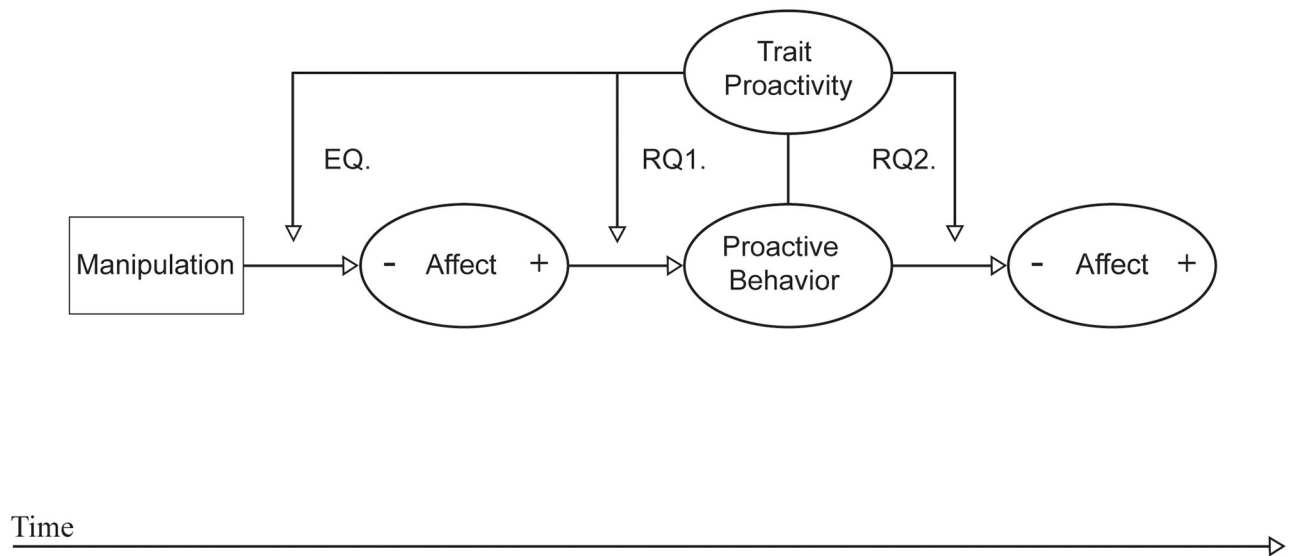 Trait
Proactivity
EQ.
RQ1.
RQ2.
Manipulation
- Affect +
Proactive
Behavior
- Affect +
Time